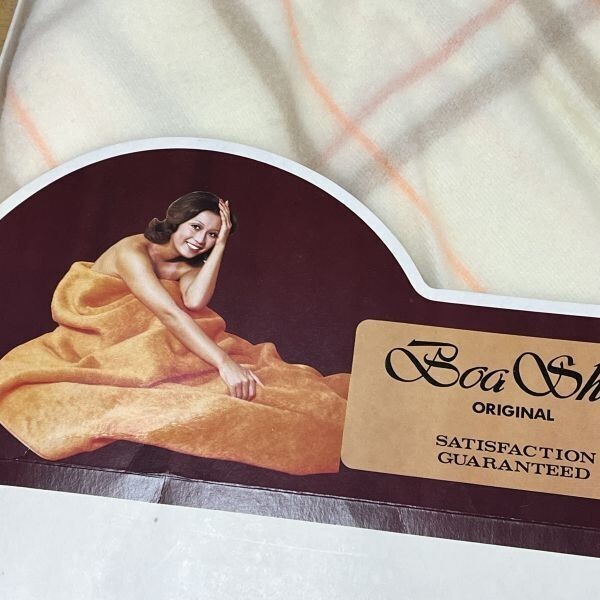 Boa Sh
ORIGINAL
SATISFACTION
GUARANTEED